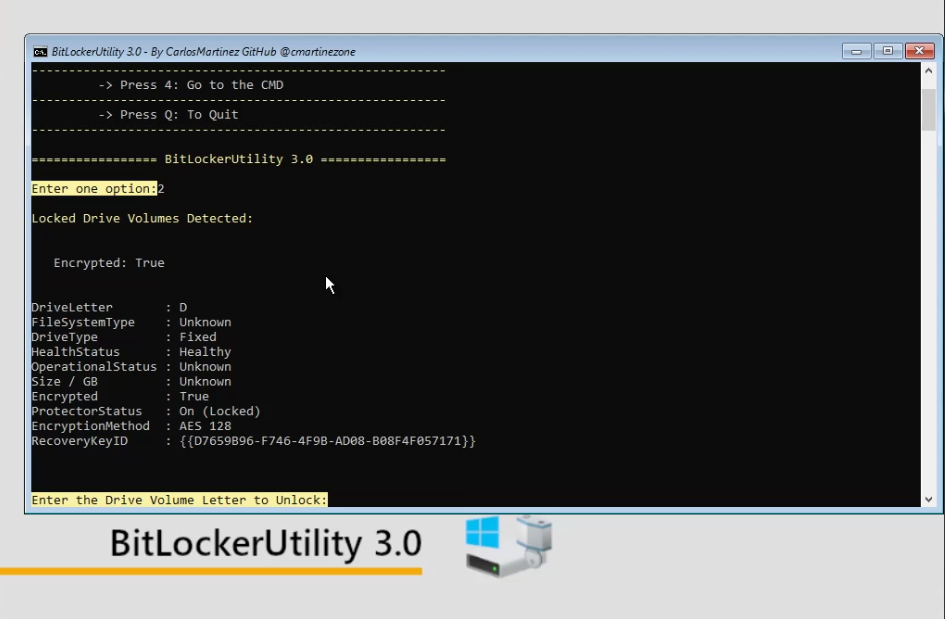 BitLockerUtility 3.0 - By CarlosMartinez GitHub @cmartinezone
---------------------------------------------------------
-> Press 4: Go to the CMD
---------------------------------------------------------
-> Press Q: To Quit
---------------------------------------------------------
================= BitLockerUtility 3.0 =================
Enter one option:2
Locked Drive Volumes Detected:
Encrypted: True
DriveLetter : D
FileSystemType : Unknown
DriveType : Fixed
HealthStatus : Healthy
OperationalStatus : Unknown
Size / GB : Unknown
Encrypted : True
ProtectorStatus : On (Locked)
EncryptionMethod : AES 128
RecoveryKeyID : {{D7659B96-F746-4F9B-AD08-B08F4F057171}}
Enter the Drive Volume Letter to Unlock:
BitLockerUtility 3.0